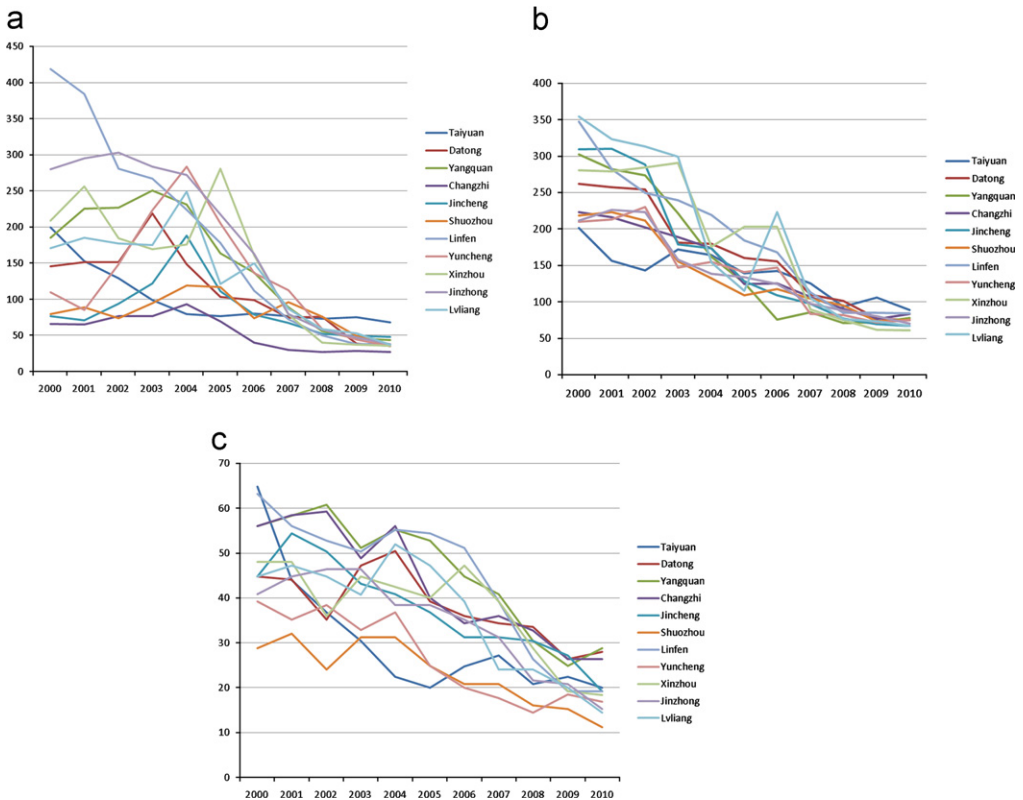 a
450
400
350
300
250
200
150
100
50
0
2000 2001 2002 2003 2004 2005 2006 2007 2008 2009 2010
Taiyuan
Datong
Yangquan
Changzhi
Jincheng
Shuozhou
Linfen
Yuncheng
Xinzhou
Jinzhong
Lvliang
b
400
350
300
250
200
150
100
50
0
2000 2001 2002 2003 2004 2005 2006 2007 2008 2009 2010
Taiyuan
Datong
Yangquan
Changzhi
Jincheng
Shuozhou
Linfen
Yuncheng
Xinzhou
Jinzhong
Lvliang
c
70
60
50
40
30
20
10
0
2000 2001 2002 2003 2004 2005 2006 2007 2008 2009 2010
Taiyuan
Datong
Yangquan
Changzhi
Jincheng
Shuozhou
Linfen
Yuncheng
Xinzhou
Jinzhong
Lvliang